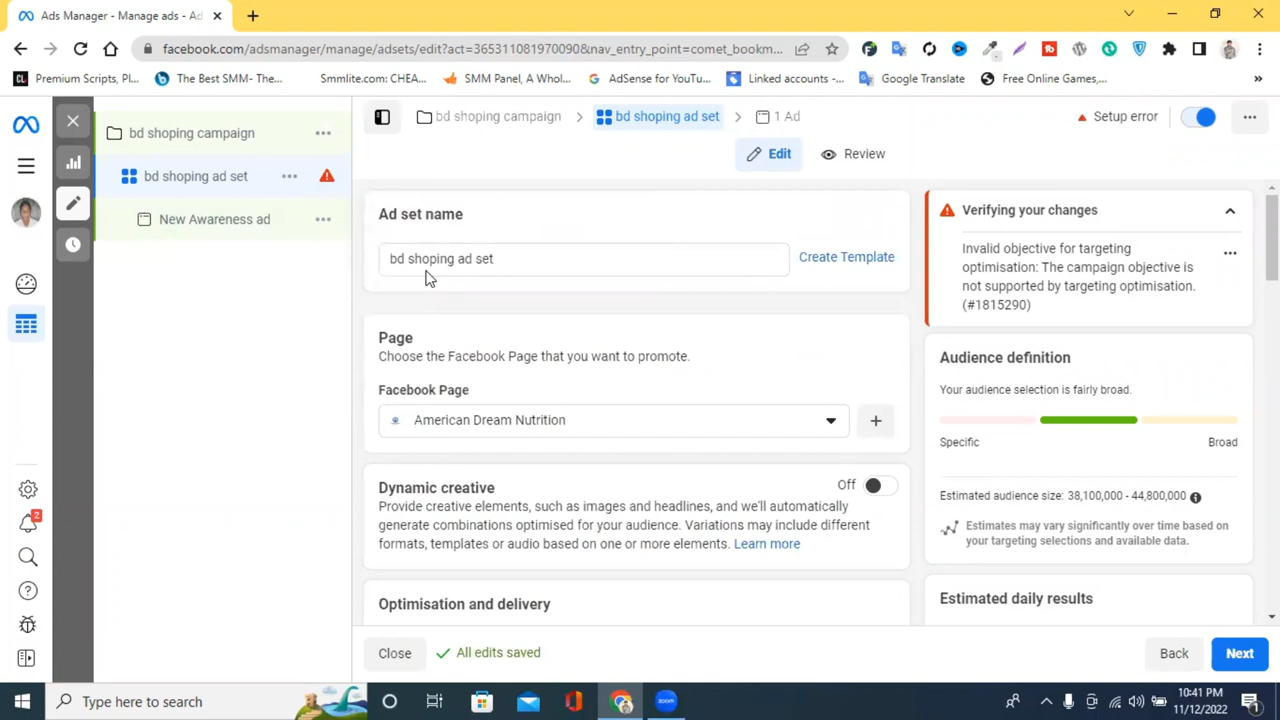 Ads Manager - Manage ads - Ad
facebook.com/adsmanager/manage/adsets/edit?act=365311081970090&nav_entry_point=comet_bookm...
Premium Scripts, Pl...
The Best SMM- The...
Smmlite.com: CHEA...
SMM Panel, A Whol...
AdSense for YouTu...
Linked accounts -...
Google Translate
Free Online Games,...
bd shoping campaign
bd shoping ad set
New Awareness ad
bd shoping campaign
bd shoping ad set
1 Ad
Setup error
Edit
Review
Ad set name
bd shoping ad set
Create Template
Page
Choose the Facebook Page that you want to promote.
Facebook Page
American Dream Nutrition
Dynamic creative
Off
Provide creative elements, such as images and headlines, and we'll automatically
generate combinations optimised for your audience. Variations may include different
formats, templates or audio based on one or more elements. Learn more
Optimisation and delivery
Verifying your changes
Invalid objective for targeting
optimisation: The campaign objective is
not supported by targeting optimisation.
(#1815290)
Audience definition
Your audience selection is fairly broad.
Specific
Broad
Estimated audience size: 38,100,000 - 44,800,000
Estimates may vary significantly over time based on
your targeting selections and available data.
Estimated daily results
Close
All edits saved
Back
Next
2
Type here to search
10:41 PM
11/12/2022
1